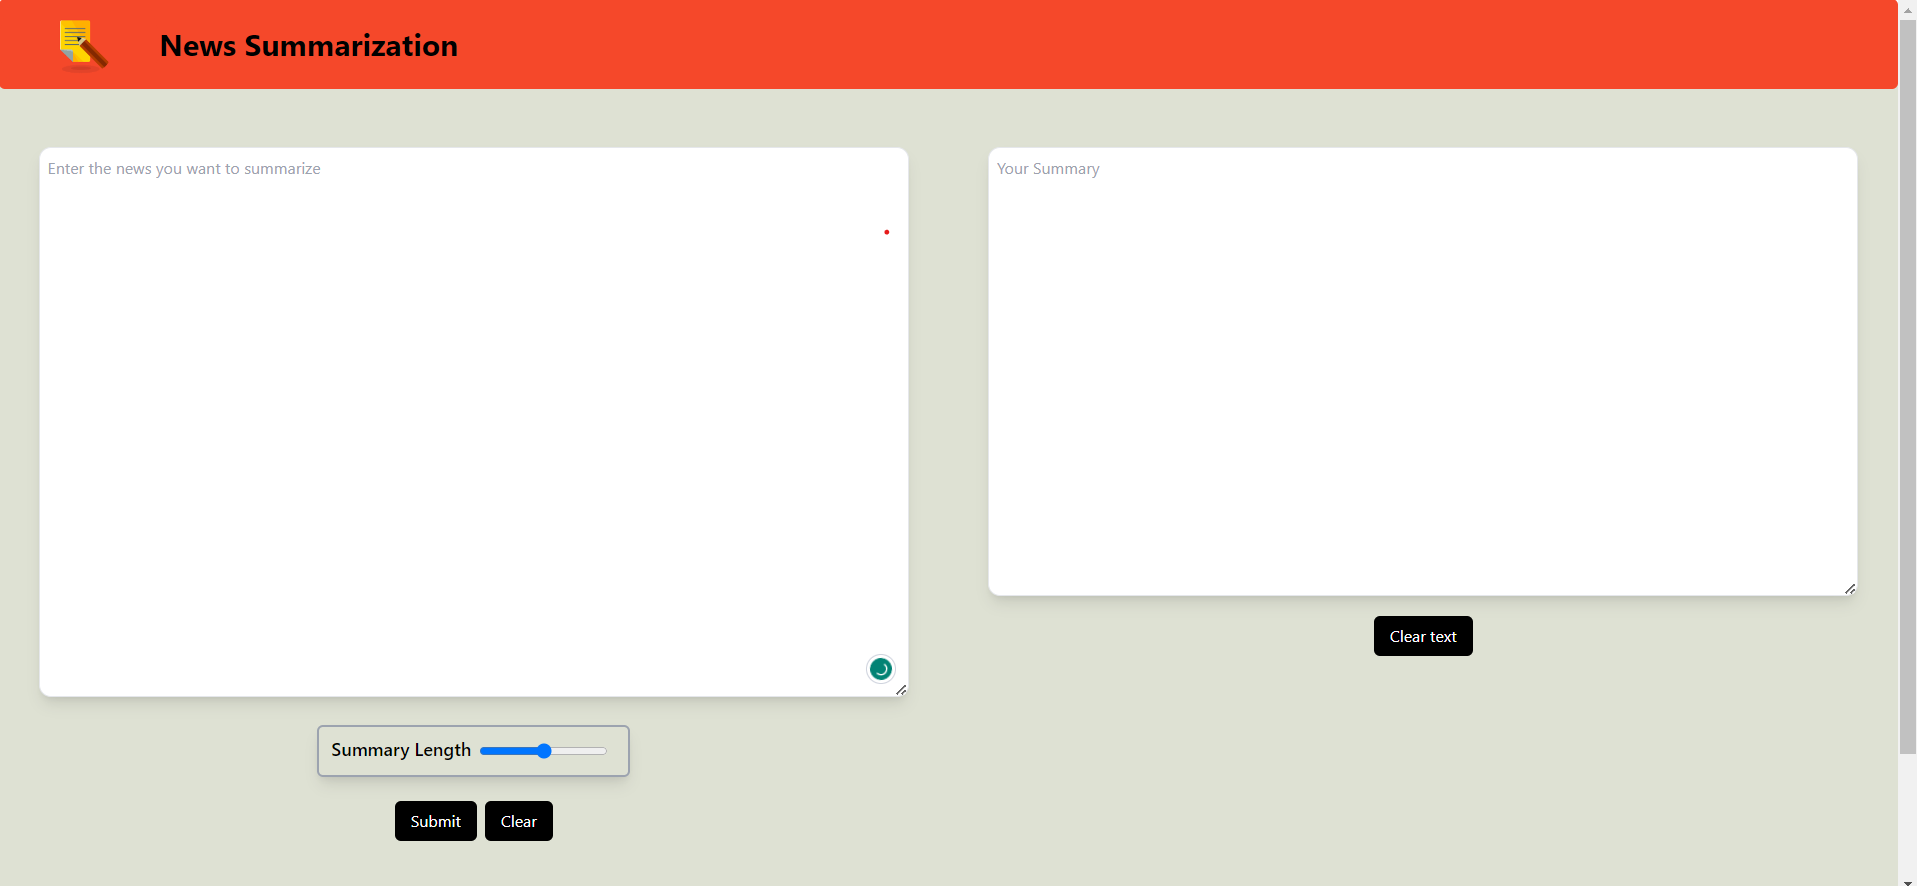 News Summarization
Enter the news you want to summarize
Your Summary
Clear text
Summary Length
Submit
Clear